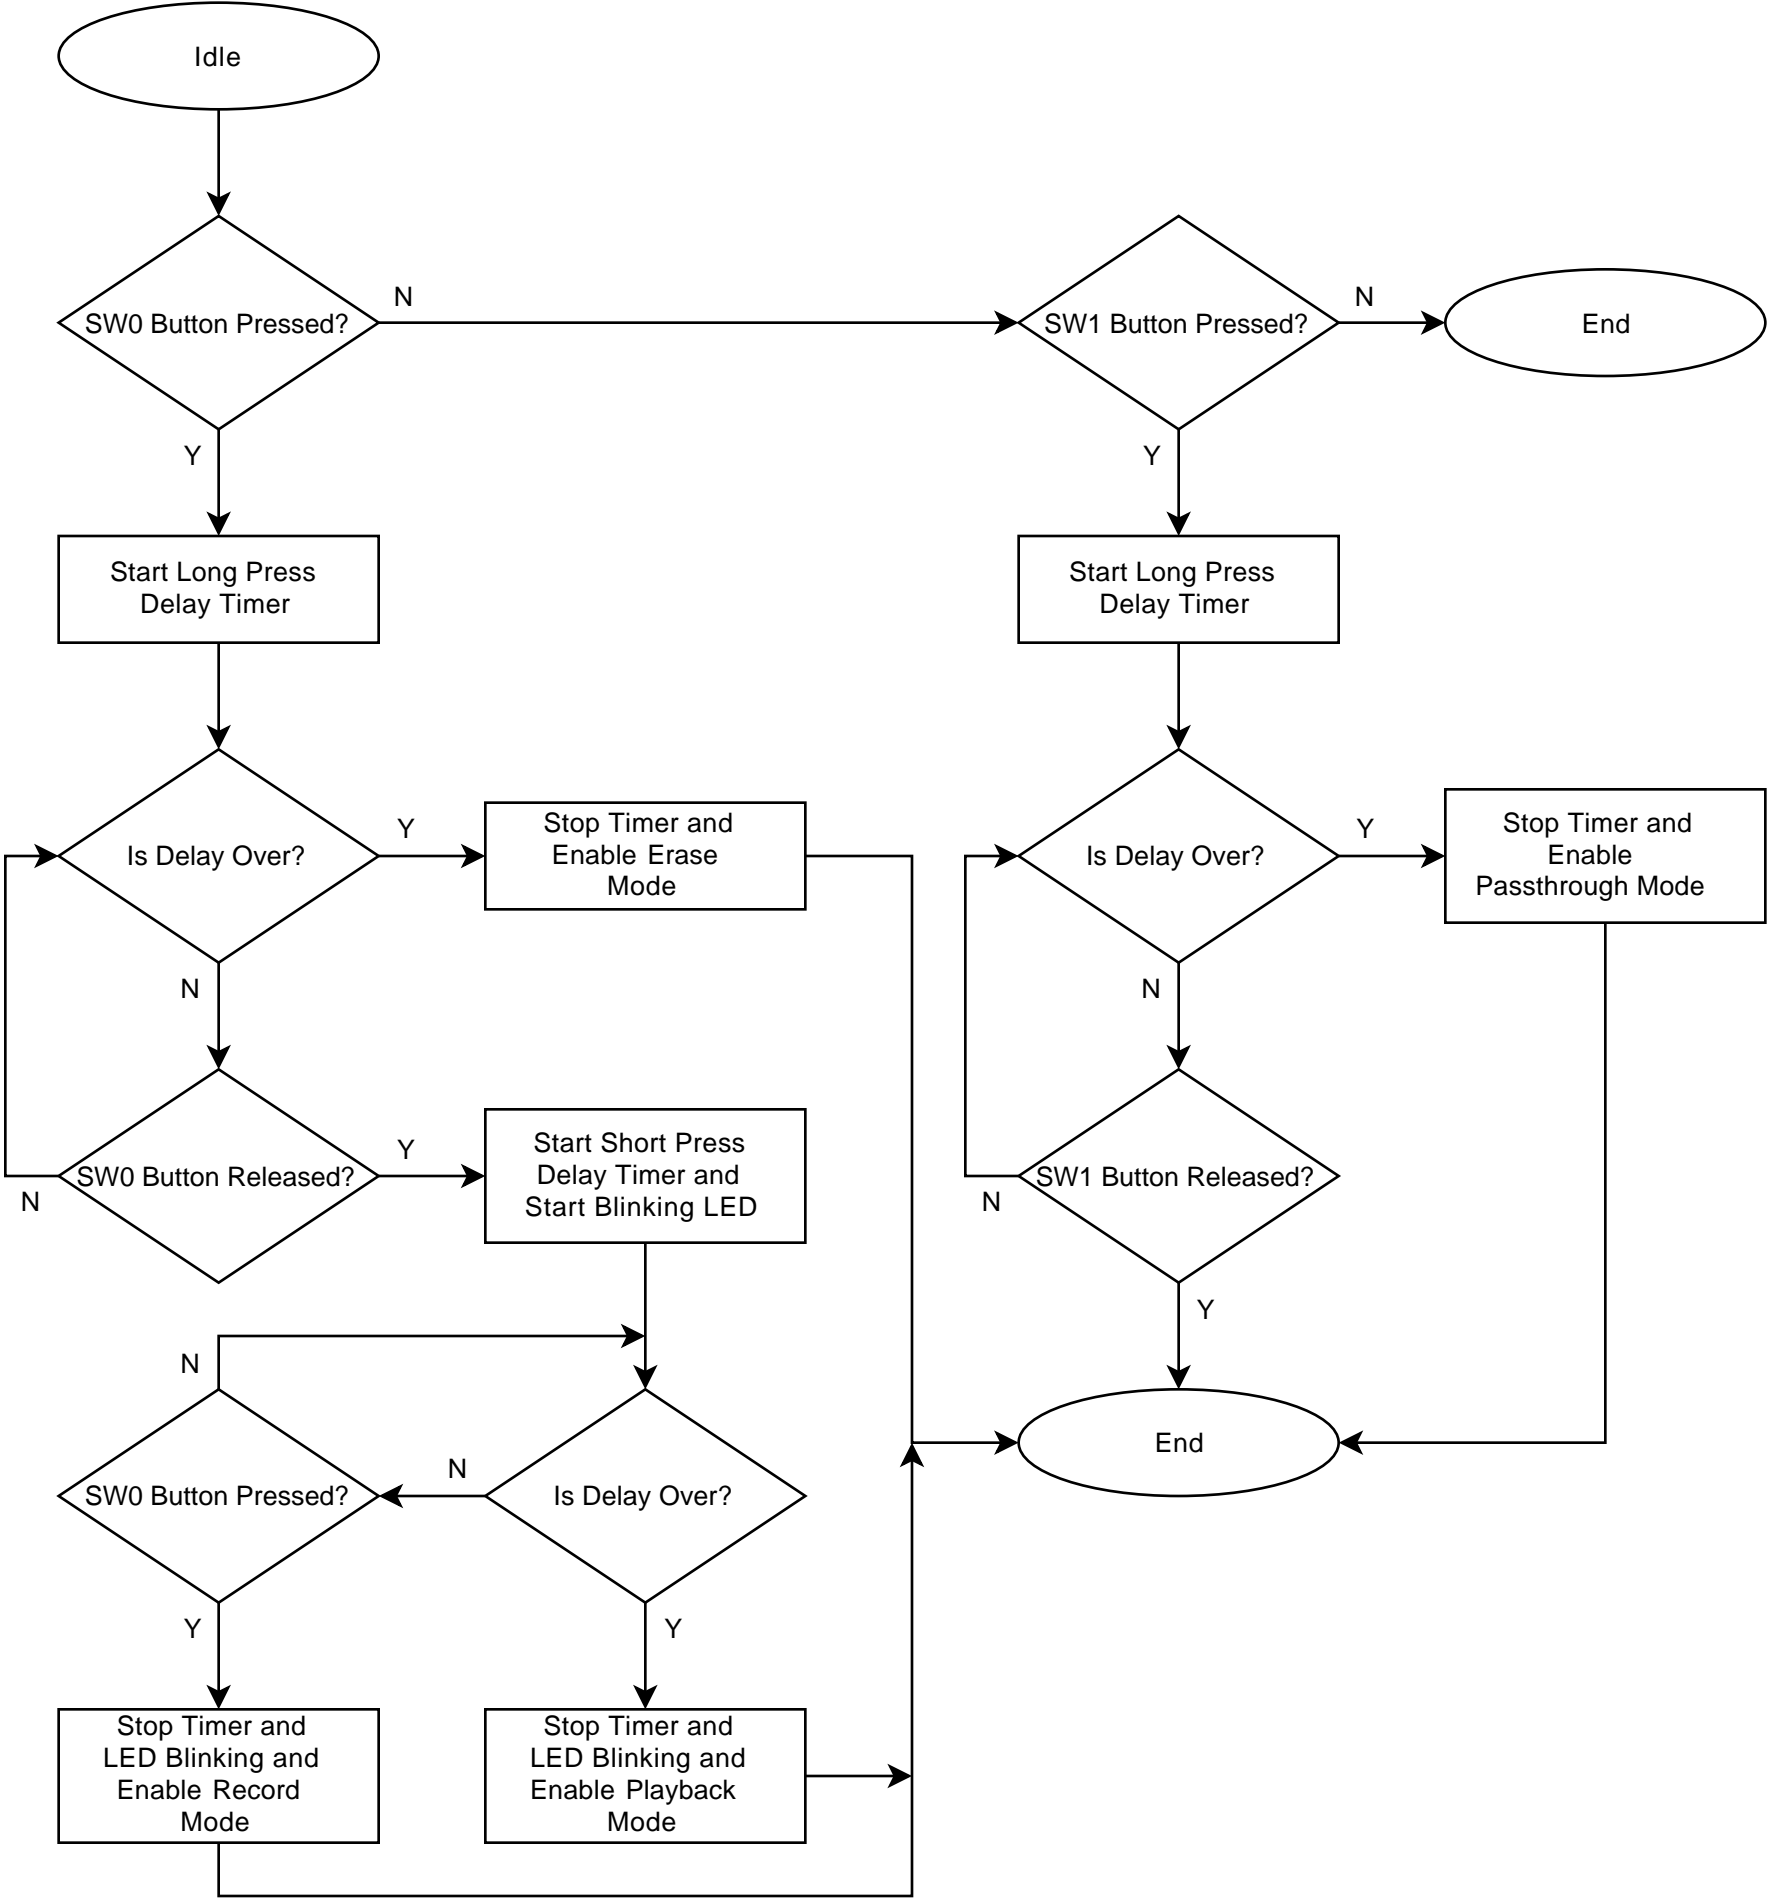 Idle
SW0 Button Pressed?
N
Y
SW1 Button Pressed?
N
Y
End
Start Long Press
Delay Timer
Start Long Press
Delay Timer
Is Delay Over?
Y
N
Stop Timer and
Enable Erase
Mode
Is Delay Over?
Y
N
Stop Timer and
Enable
Passthrough Mode
SW0 Button Released?
Y
N
Start Short Press
Delay Timer and
Start Blinking LED
SW1 Button Released?
N
Y
N
SW0 Button Pressed?
Y
N
Is Delay Over?
Y
End
Stop Timer and
LED Blinking and
Enable Record
Mode
Stop Timer and
LED Blinking and
Enable Playback
Mode